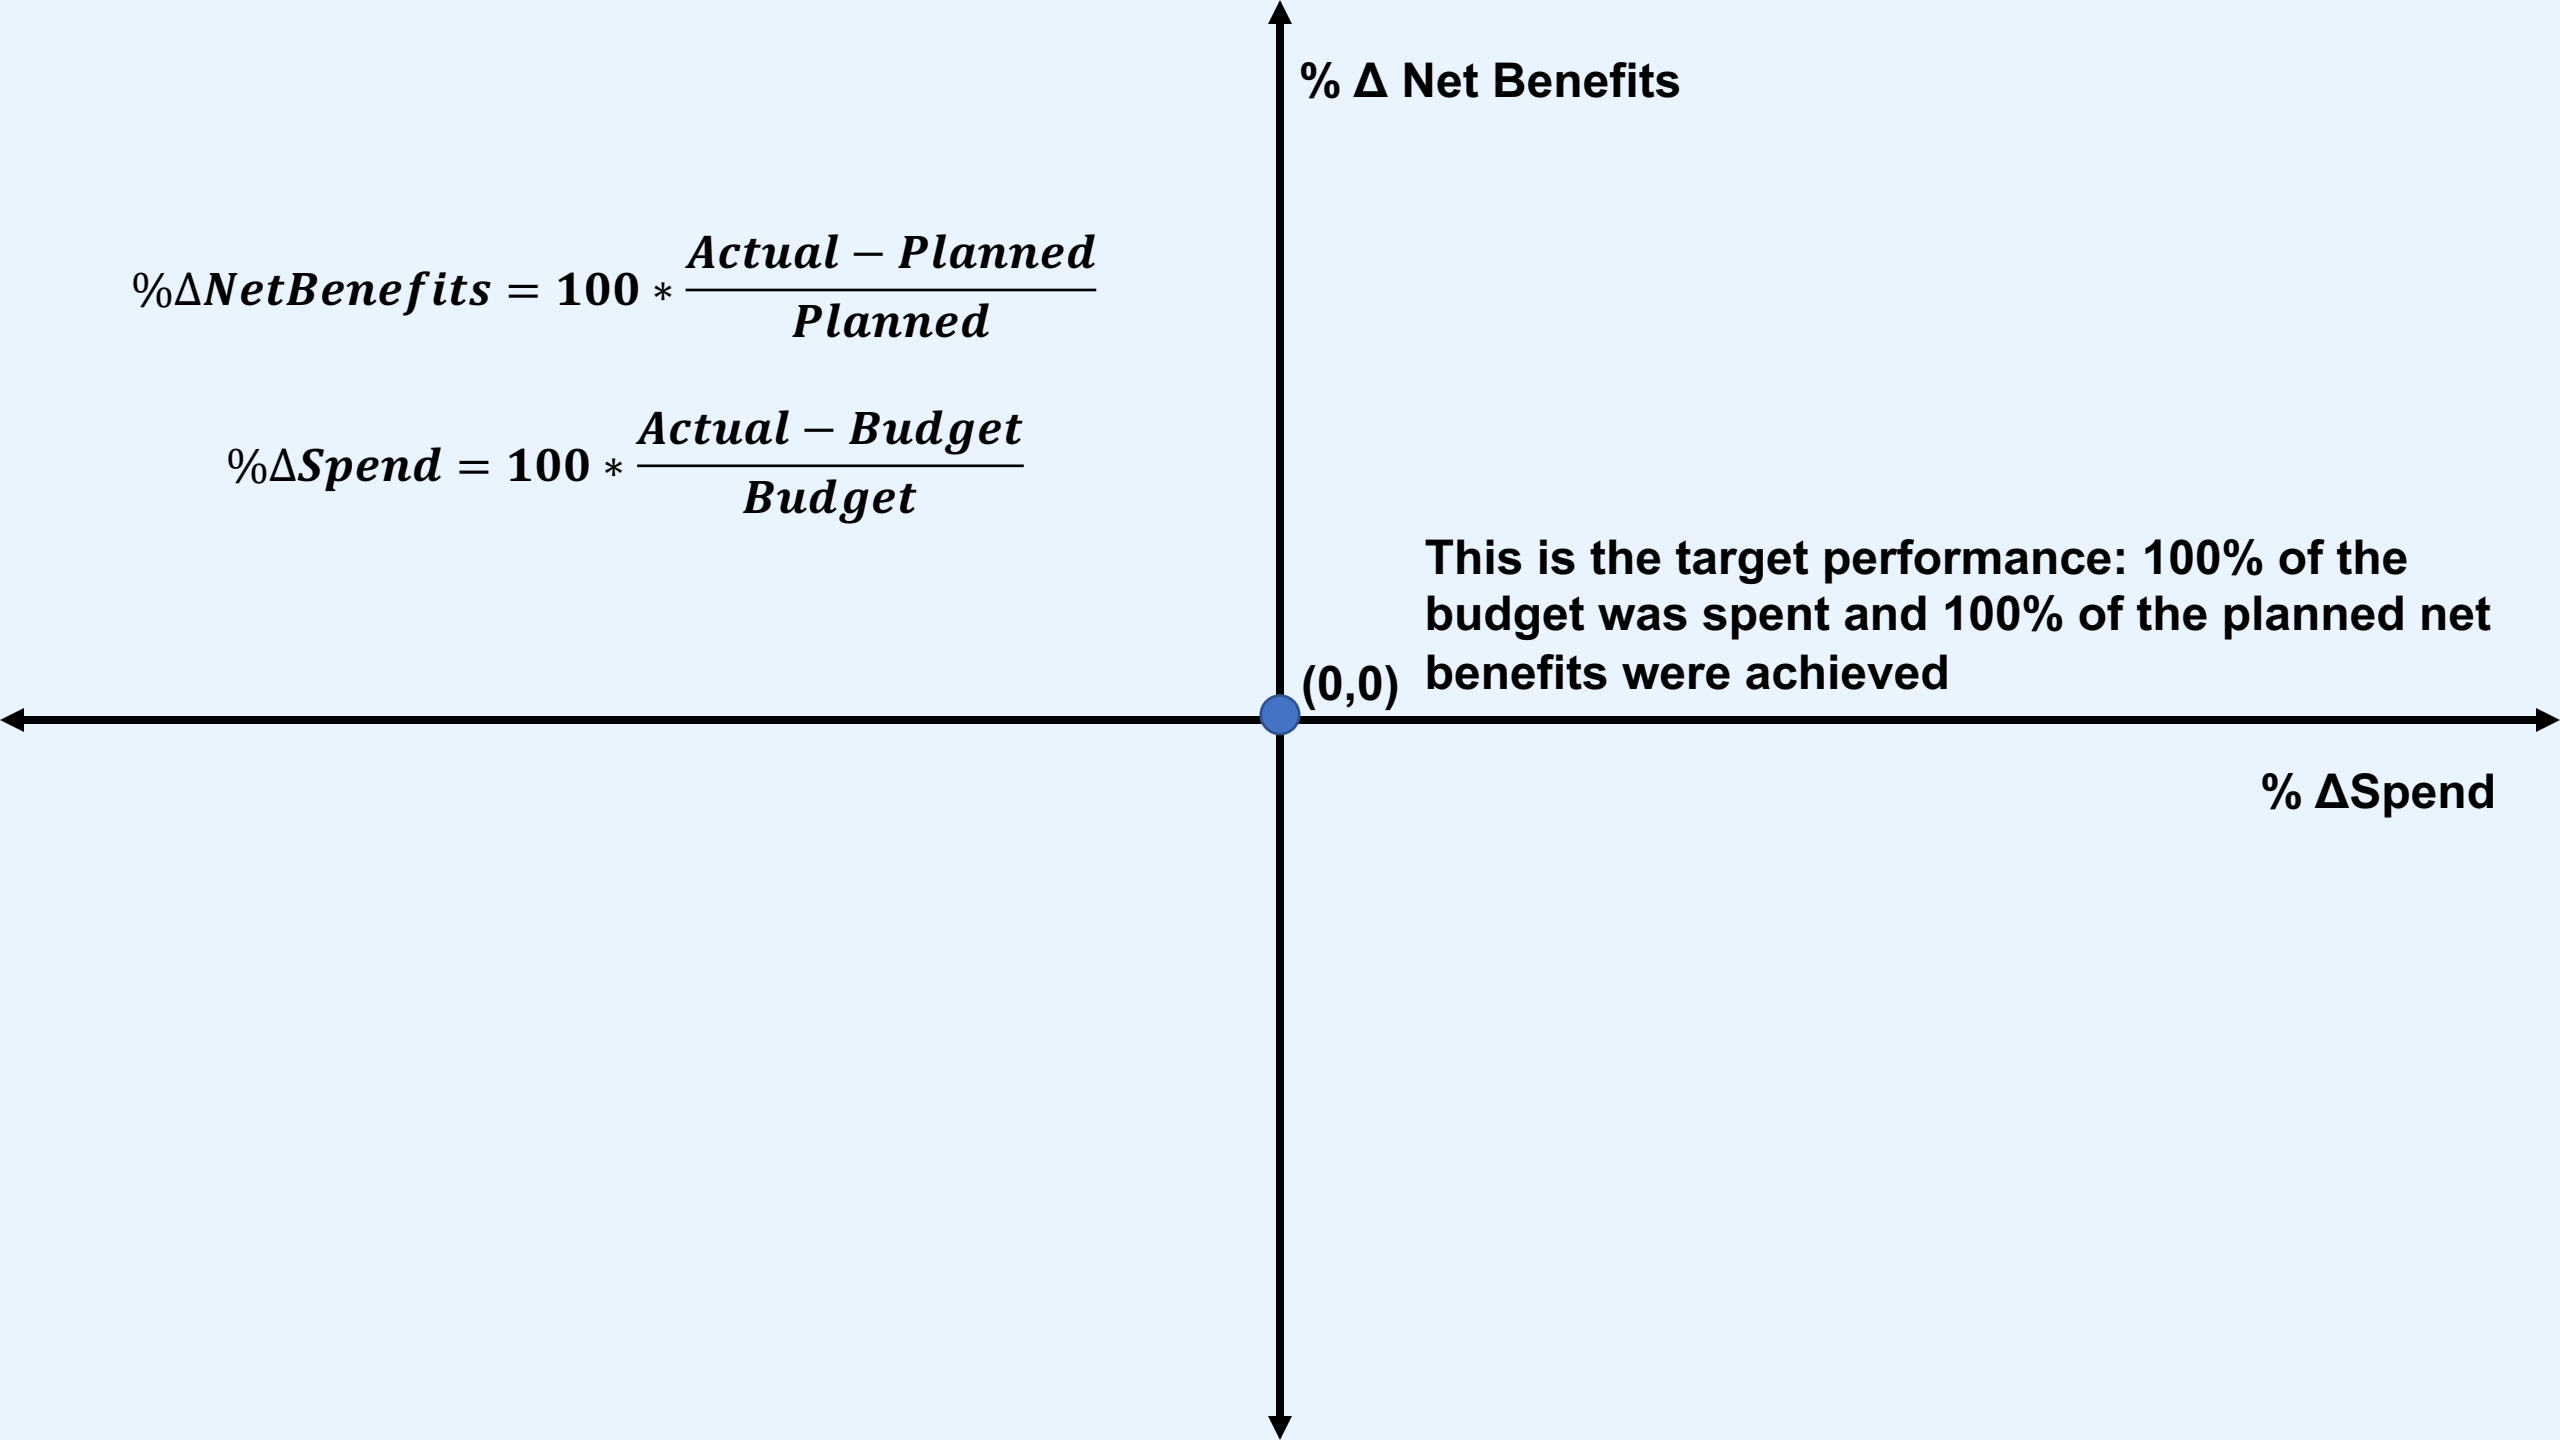 % Δ Net Benefits
%Δ𝑵𝒆𝒕𝑩𝒆𝒏𝒆𝒇𝒊𝒕𝒔 = 𝟏𝟎𝟎 ∗ (Actual − Planned) / Planned
%ΔSpend = 100 ∗ (Actual − Budget) / Budget
This is the target performance: 100% of the
budget was spent and 100% of the planned net
benefits were achieved
(0,0)
% ΔSpend